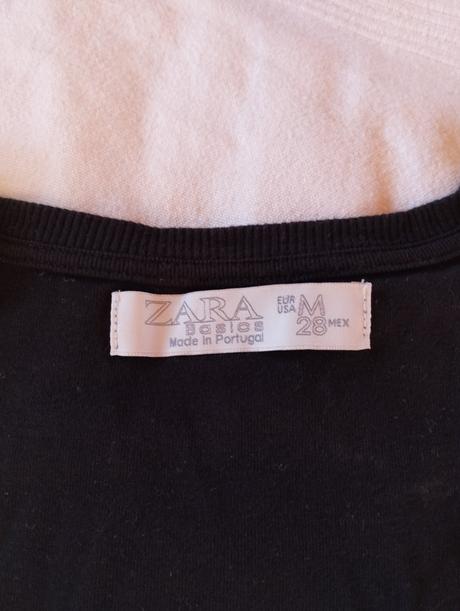 ZARA
Basics
Made in Portugal
EUR
USA M
28 MEX